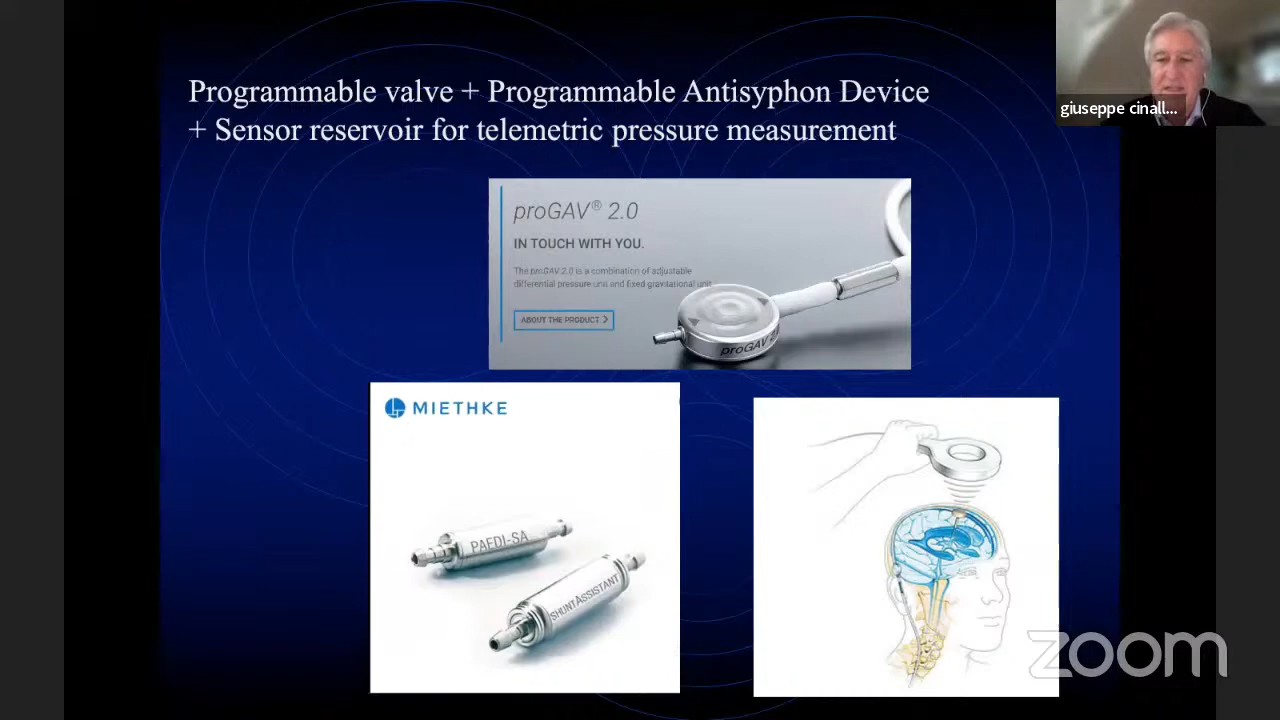 Programmable valve + Programmable Antisyphon Device
+ Sensor reservoir for telemetric pressure measurement
giuseppe cinall...
proGAV® 2.0
IN TOUCH WITH YOU.
The proGAV 2.0 is a combination of adjustable
differential pressure unit and fixed gravitational unit.
ABOUT THE PRODUCT >
proGAV
MIETHKE
PAEDI-SA
SHUNTASSISTANT
zoom